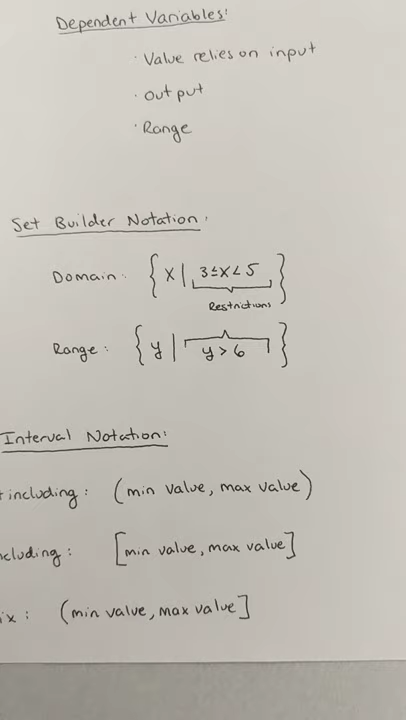 Dependent Variables:
· Value relies on input
· output
· Range
Set Builder Notation:
Domain: {x | 3≤x<5}
Restrictions
Range: {y | y>6}
Interval Notation:
including: (min value, max value)
cluding: [min value, max value]
ix: (min value, max value]